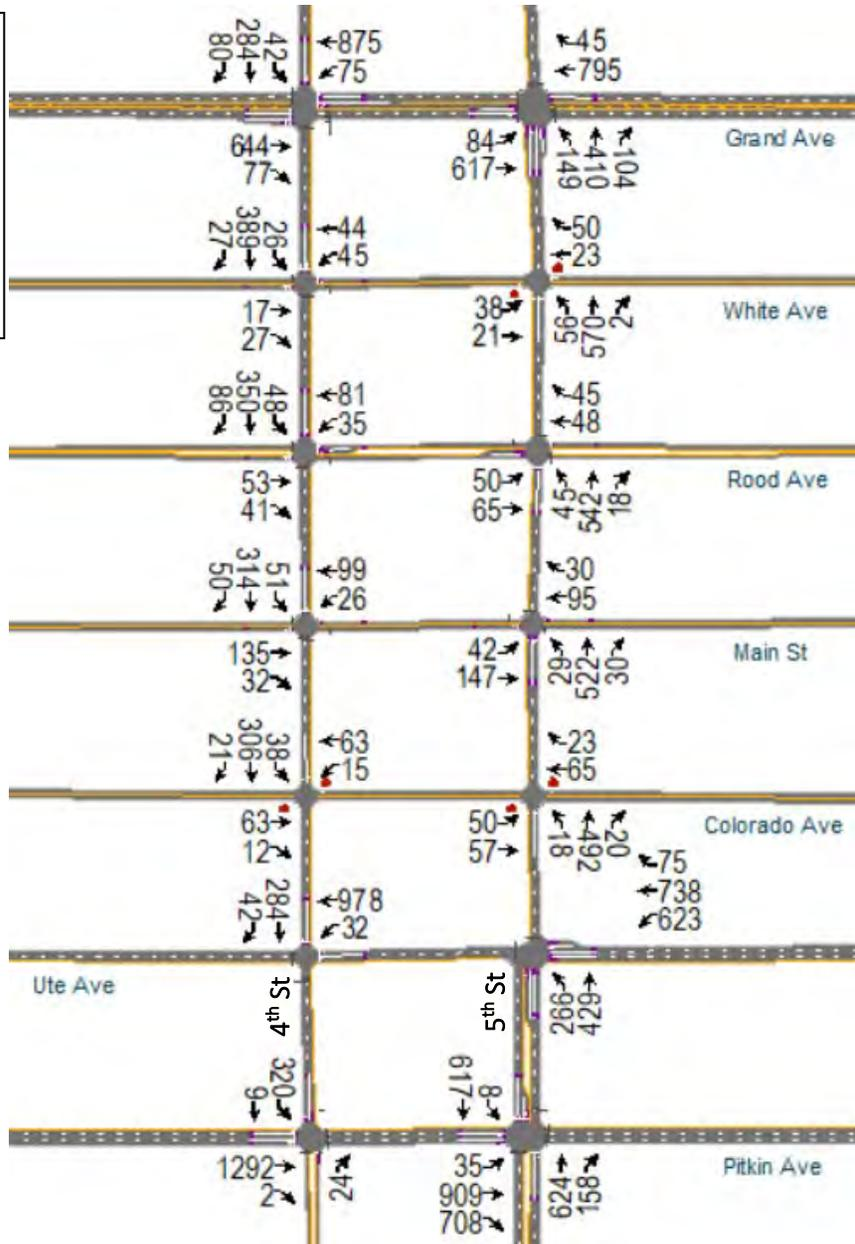 80 284 42
875
75
45
795
Grand Ave
644
77
84
617
149 410 104
27 389 26
44
45
50
23
White Ave
17
27
38
21
56 570 2
86 350 48
81
35
45
48
Rood Ave
53
41
50
65
45 542 18
50 314 51
99
26
30
95
Main St
135
32
42
147
29 522 30
21 306 38
63
15
23
65
Colorado Ave
63
12
50
57
18 492 20
75
738
623
42 284
978
32
Ute Ave
4th St
5th St
266 429
9 320
617 8
Pitkin Ave
1292
2
24
35
909
708
624 158